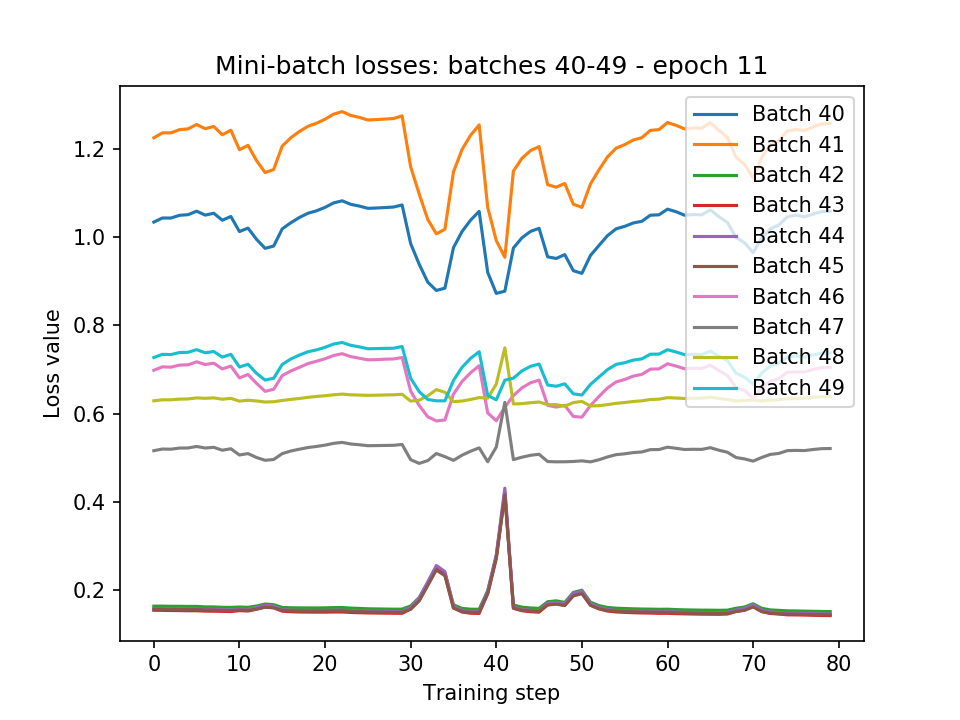 Mini-batch losses: batches 40-49 - epoch 11
Loss value
1.2
1.0
0.8
0.6
0.4
0.2
Batch 40
Batch 41
Batch 42
Batch 43
Batch 44
Batch 45
Batch 46
Batch 47
Batch 48
Batch 49
0 10 20 30 40 50 60 70 80
Training step